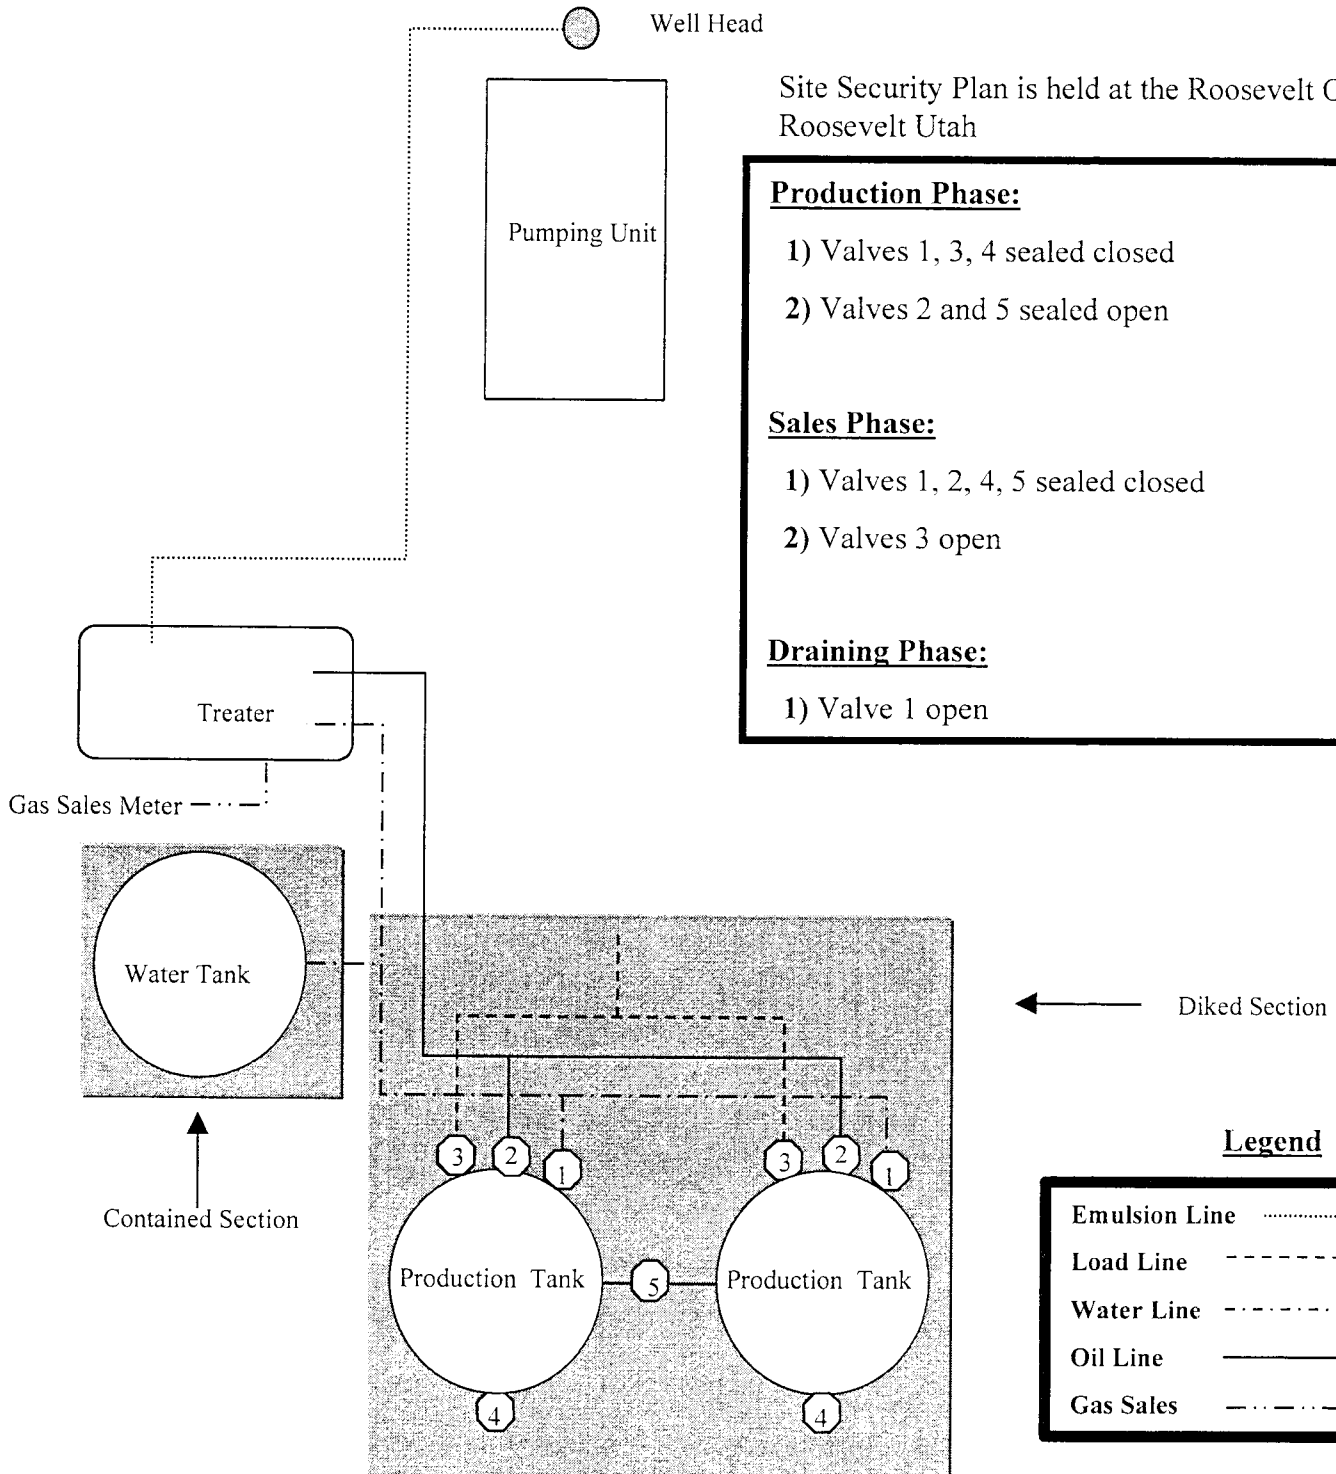 Well Head
Site Security Plan is held at the Roosevelt
Roosevelt Utah
Pumping Unit
Production Phase:
1) Valves 1, 3, 4 sealed closed
2) Valves 2 and 5 sealed open
Sales Phase:
1) Valves 1, 2, 4, 5 sealed closed
2) Valves 3 open
Draining Phase:
1) Valve 1 open
Treater
Gas Sales Meter
Water Tank
Diked Section
Contained Section
3 2 1 3 2 1
Production Tank 5 Production Tank
4 4
Legend
Emulsion Line
Load Line
Water Line
Oil Line
Gas Sales